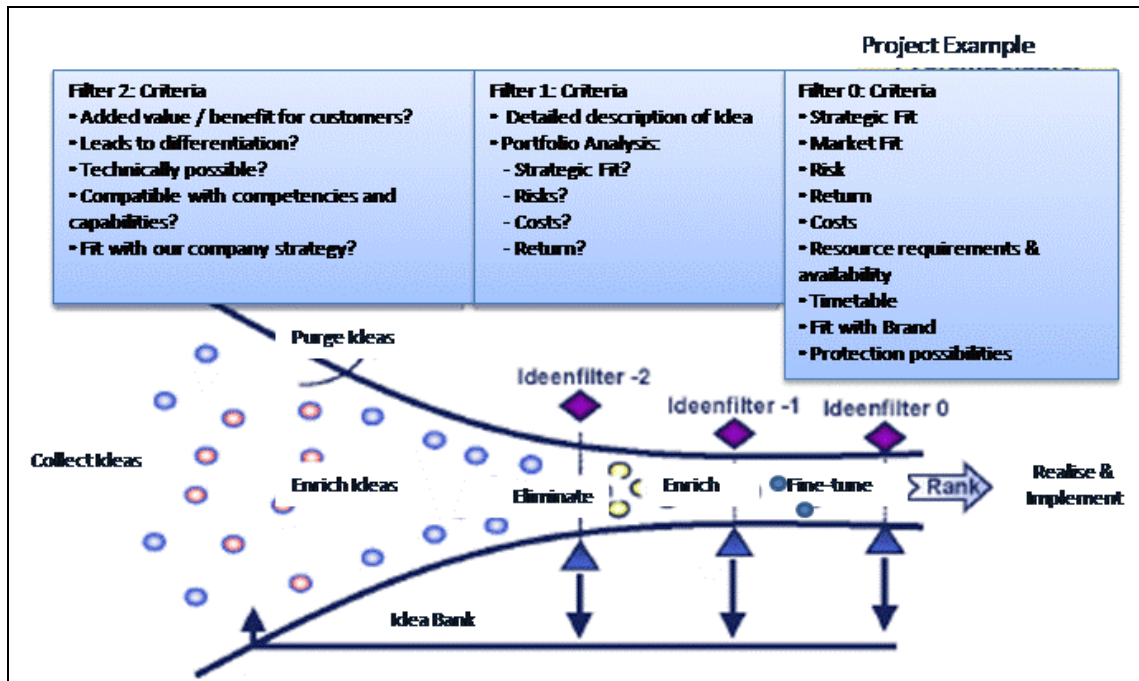 Project Example
Filter 2: Criteria
• Added value / benefit for customers?
• Leads to differentiation?
• Technically possible?
• Compatible with competencies and
capabilities?
• Fit with our company strategy?
Filter 1: Criteria
• Detailed description of Idea
• Portfolio Analysis:
- Strategic Fit?
- Risks?
- Costs?
- Return?
Filter 0: Criteria
• Strategic Fit
• Market Fit
• Risk
• Return
• Costs
• Resource requirements &
availability
• Timetable
• Fit with Brand
• Protection possibilities
Purge Ideas
Ideenfilter -2
Ideenfilter -1
Ideenfilter 0
Collect Ideas
Enrich Ideas
Eliminate
Enrich
Fine-tune
Rank
Realise &
Implement
Idea Bank